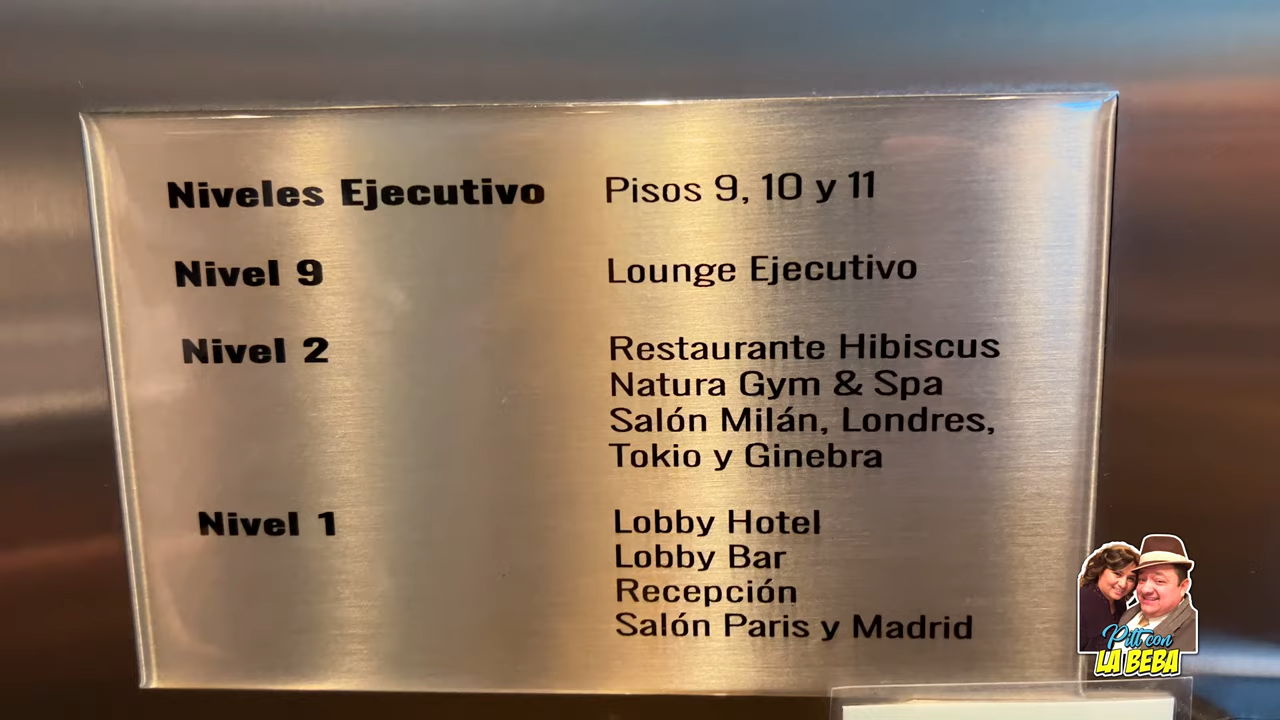 Niveles Ejecutivo Pisos 9, 10 y 11
Nivel 9 Lounge Ejecutivo
Nivel 2 Restaurante Hibiscus
Natura Gym & Spa
Salón Milán, Londres,
Tokio y Ginebra
Nivel 1 Lobby Hotel
Lobby Bar
Recepción
Salón Paris y Madrid
Pitt con
LA BEBA